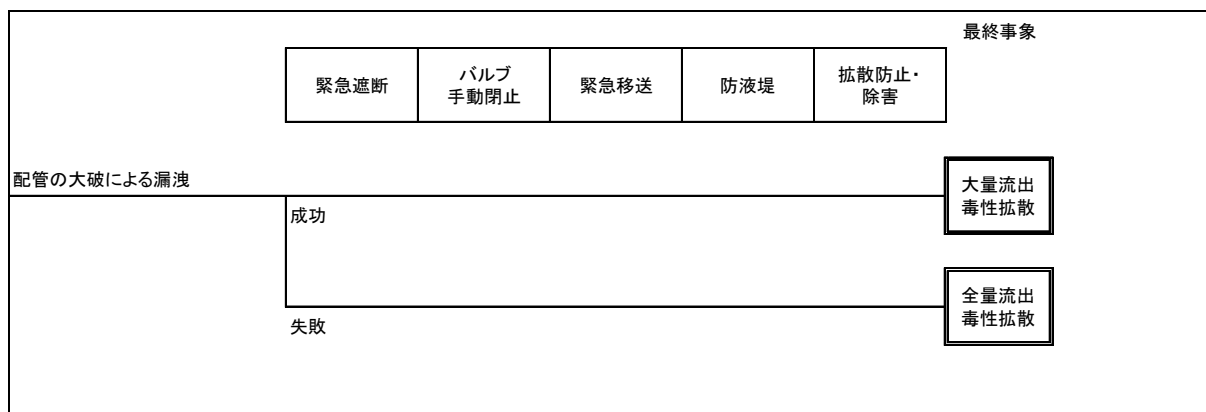 最終事象
緊急遮断
バルブ
手動閉止
緊急移送
防液堤
拡散防止・
除害
配管の大破による漏洩
大量流出
毒性拡散
成功
全量流出
毒性拡散
失敗